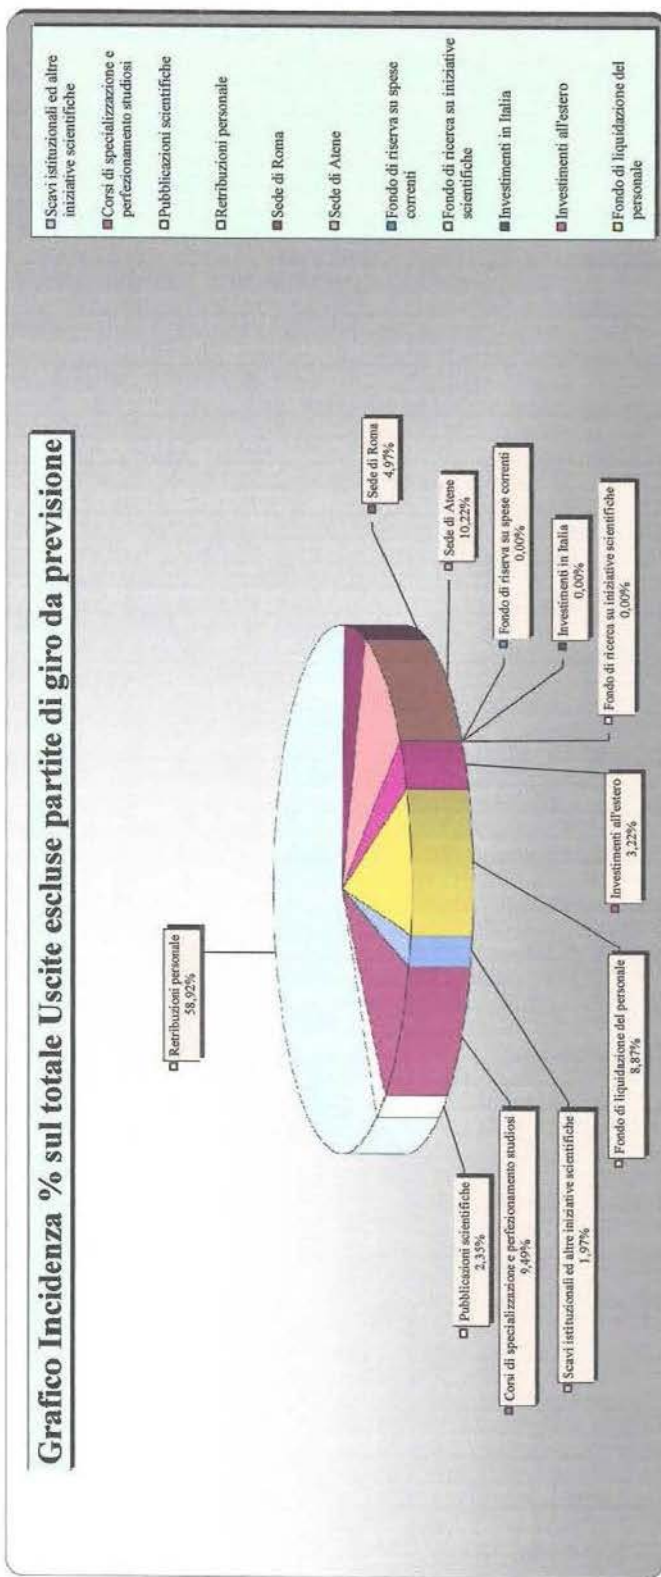 Grafico Incidenza % sul totale Uscite escluse partite di giro da previsione
Retribuzioni personale
58,92%
Sede di Roma
4,97%
Sede di Atene
10,22%
Fondo di riserva su spese correnti
0,00%
Investimenti in Italia
0,00%
Fondo di ricerca su iniziative scientifiche
0,00%
Investimenti all'estero
3,22%
Fondo di liquidazione del personale
8,87%
Scavi istituzionali ed altre iniziative scientifiche
1,97%
Corsi di specializzazione e perfezionamento studiosi
9,49%
Pubblicazioni scientifiche
2,35%
Scavi istituzionali ed altre
iniziative scientifiche
Corsi di specializzazione e
perfezionamento studiosi
Pubblicazioni scientifiche
Retribuzioni personale
Sede di Roma
Sede di Atene
Fondo di riserva su spese
correnti
Fondo di ricerca su iniziative
scientifiche
Investimenti in Italia
Investimenti all'estero
Fondo di liquidazione del
personale